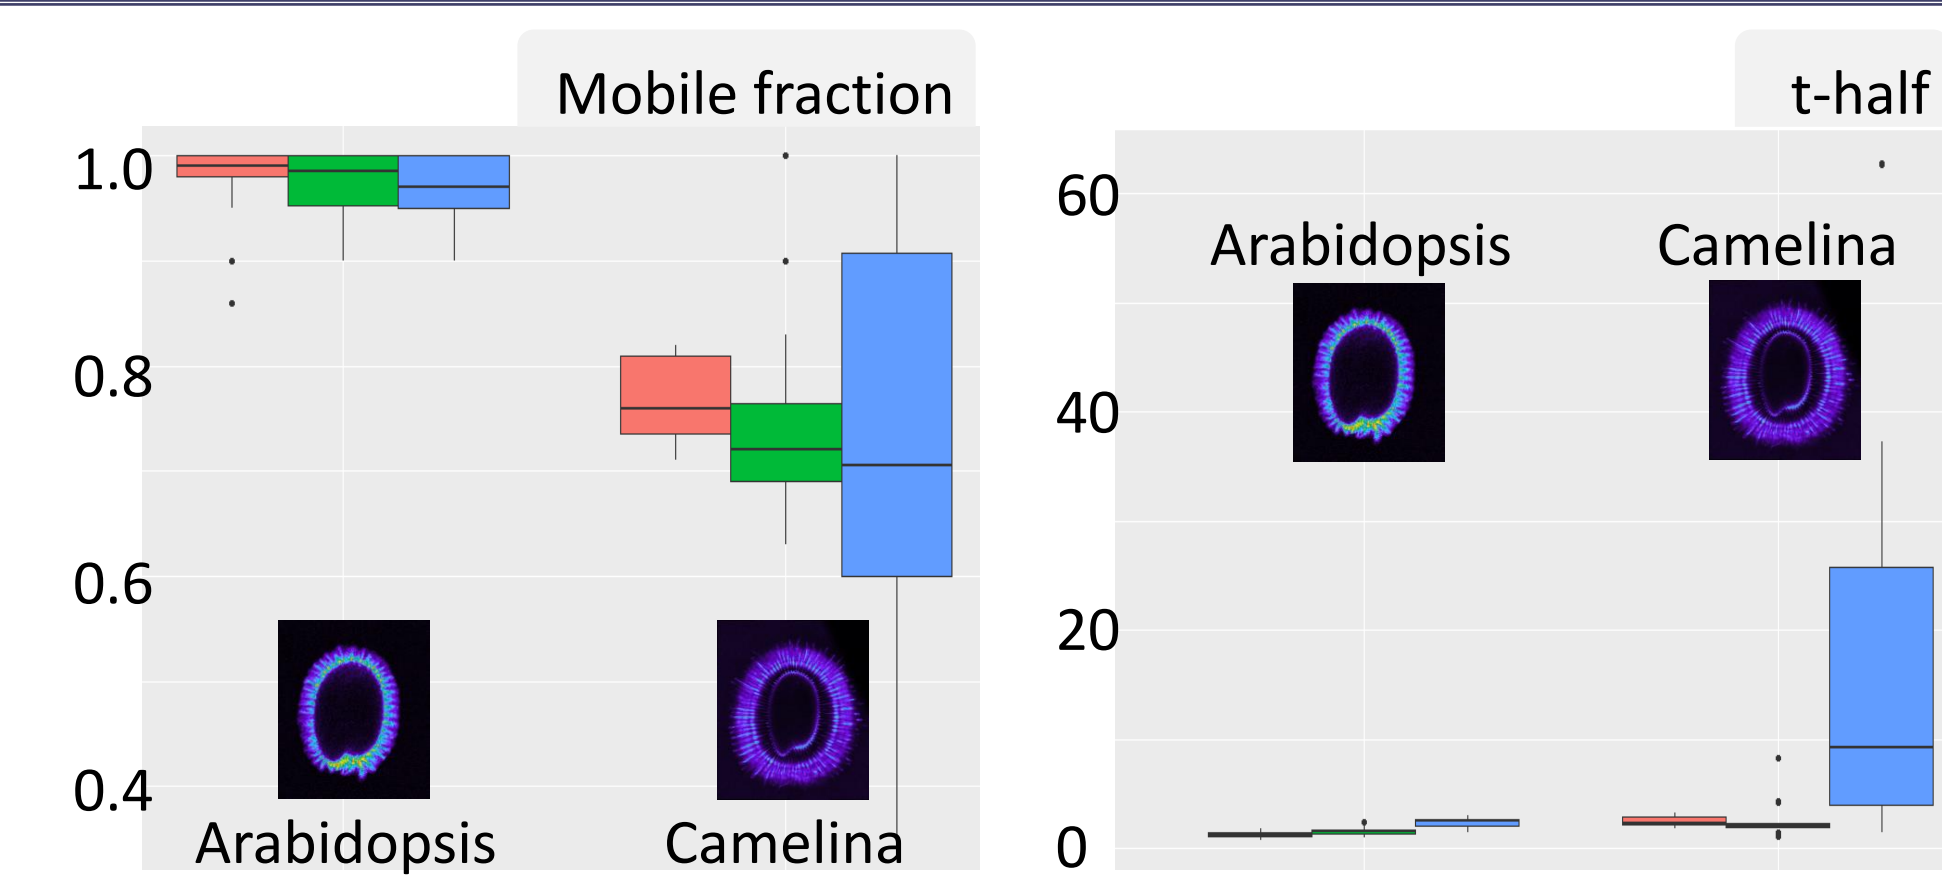 Mobile fraction
1.0
0.8
0.6
0.4
Arabidopsis
Camelina
t-half
60
Arabidopsis
Camelina
40
20
0